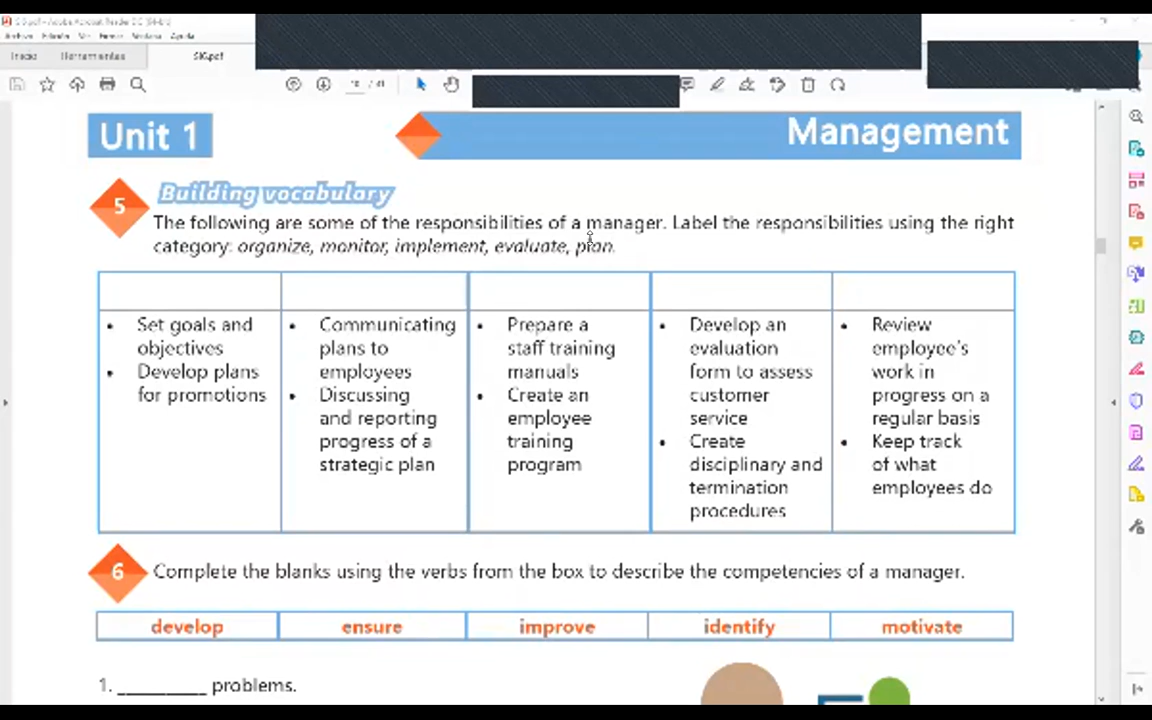 Inicio
Herramientas
SIG.pdf
Unit 1
Management
5
Building vocabulary
The following are some of the responsibilities of a manager. Label the responsibilities using the right
category: organize, monitor, implement, evaluate, plan.
• Set goals and
objectives
• Develop plans
for promotions
• Communicating
plans to
employees
• Discussing
and reporting
progress of a
strategic plan
• Prepare a
staff training
manuals
• Create an
employee
training
program
• Develop an
evaluation
form to assess
customer
service
• Create
disciplinary and
termination
procedures
• Review
employee's
work in
progress on a
regular basis
• Keep track
of what
employees do
6
Complete the blanks using the verbs from the box to describe the competencies of a manager.
develop ensure improve identify motivate
1. __________ problems.